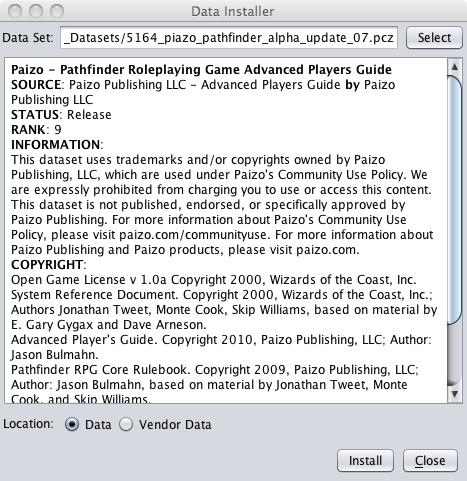 Data Installer
Data Set: _Datasets/5164_piazo_pathfinder_alpha_update_07.pcz Select
Paizo - Pathfinder Roleplaying Game Advanced Players Guide
SOURCE: Paizo Publishing LLC - Advanced Players Guide by Paizo
Publishing LLC
STATUS: Release
RANK: 9
INFORMATION:
This dataset uses trademarks and/or copyrights owned by Paizo
Publishing, LLC, which are used under Paizo's Community Use Policy. We
are expressly prohibited from charging you to use or access this content.
This dataset is not published, endorsed, or specifically approved by
Paizo Publishing. For more information about Paizo's Community Use
Policy, please visit paizo.com/communityuse. For more information about
Paizo Publishing and Paizo products, please visit paizo.com.
COPYRIGHT:
Open Game License v 1.0a Copyright 2000, Wizards of the Coast, Inc.
System Reference Document. Copyright 2000, Wizards of the Coast, Inc.;
Authors Jonathan Tweet, Monte Cook, Skip Williams, based on material by
E. Gary Gygax and Dave Arneson.
Advanced Player's Guide. Copyright 2010, Paizo Publishing, LLC; Author:
Jason Bulmahn.
Pathfinder RPG Core Rulebook. Copyright 2009, Paizo Publishing, LLC;
Author: Jason Bulmahn, based on material by Jonathan Tweet, Monte
Cook, and Skip Williams.
Location: Data Vendor Data
Install Close